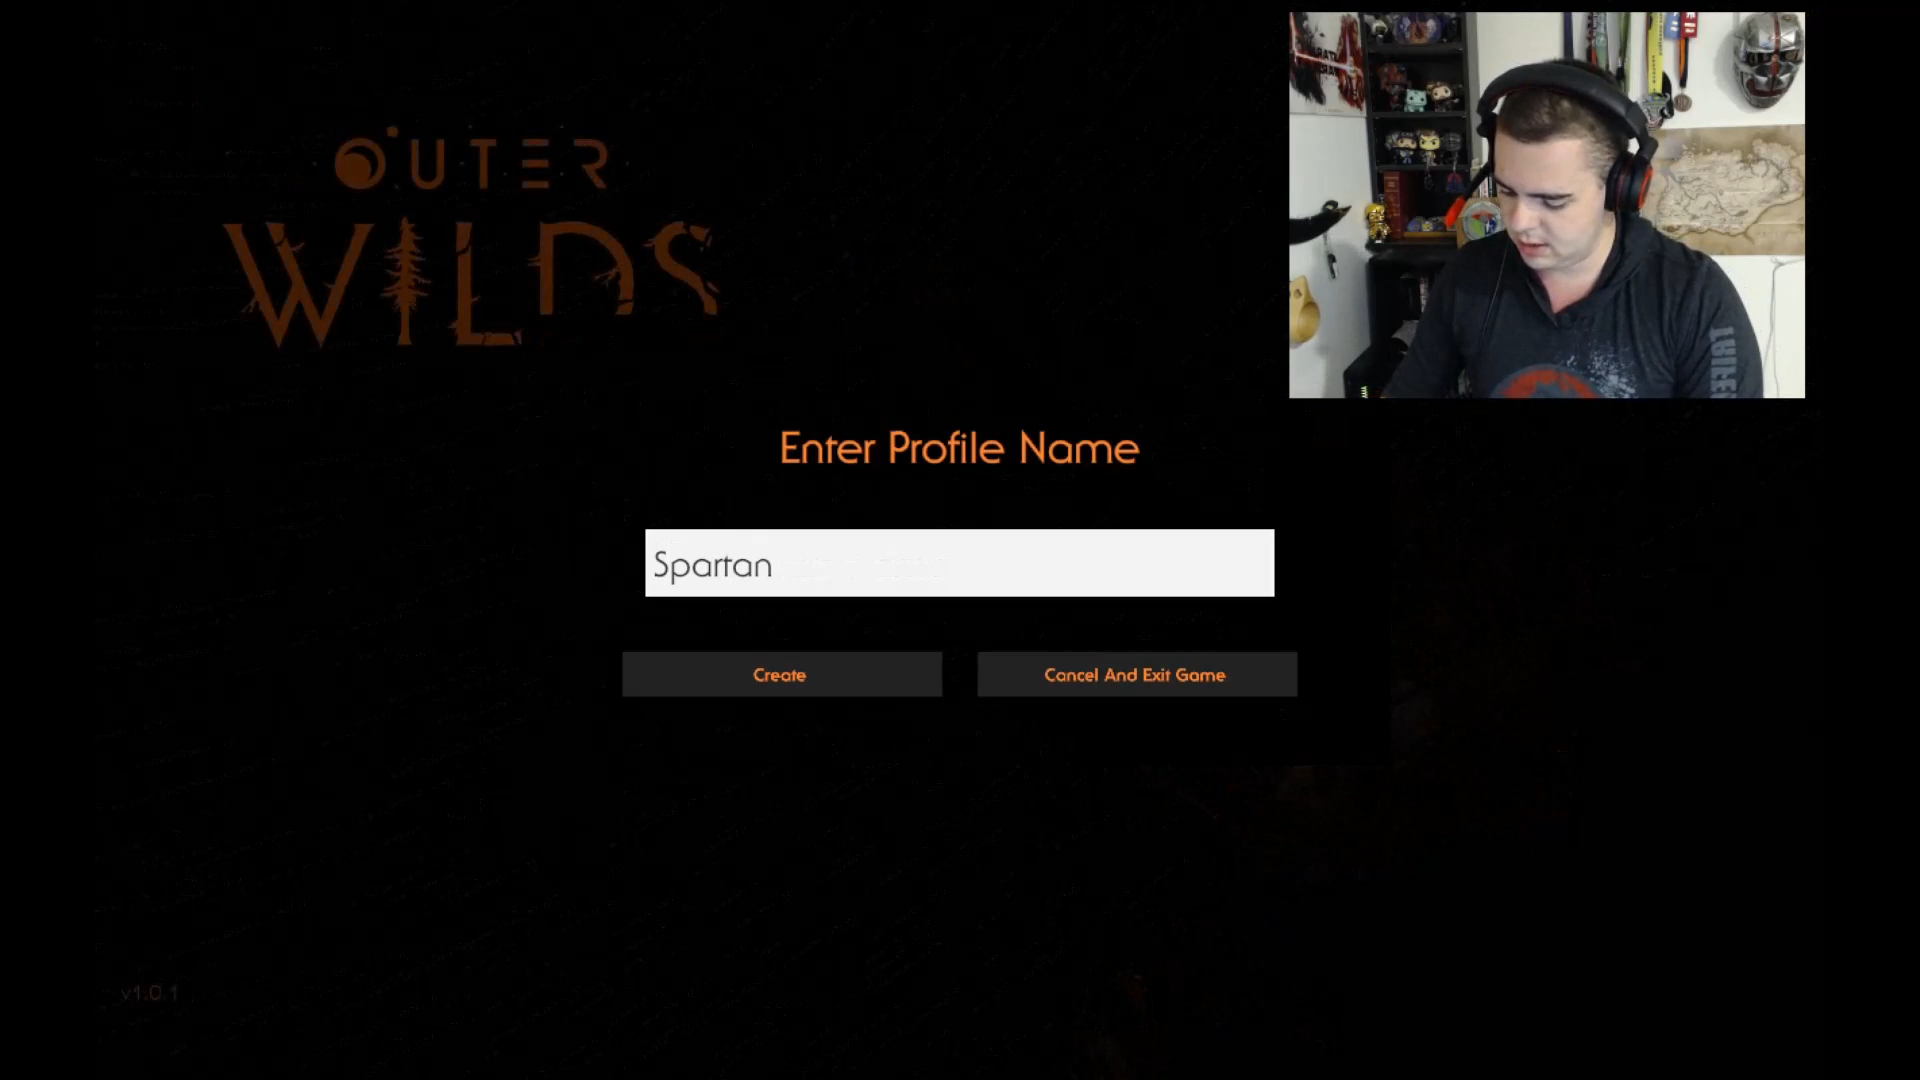 OUTER
WILDS
Enter Profile Name
Spartan
Create
Cancel And Exit Game
v1.0.1